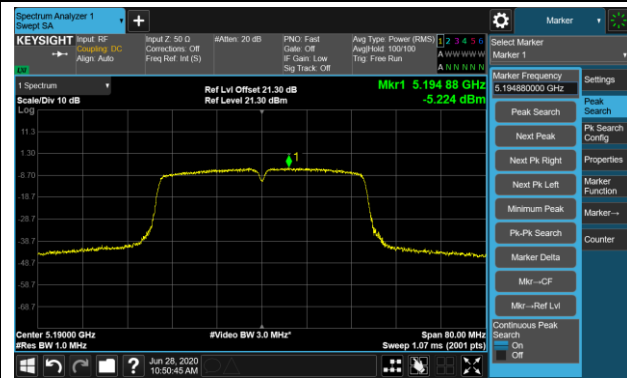 Spectrum Analyzer 1
Swept SA
Marker
KEYSIGHT
Input: RF
Coupling: DC
Align: Auto
Input Z: 50 Ω
Corrections: Off
Freq Ref: Int (S)
#Atten: 20 dB
PNO: Fast
Gate: Off
IF Gain: Low
Sig Track: Off
Avg Type: Power (RMS)
Avg|Hold: 100/100
Trig: Free Run
1 2 3 4 5 6
A W W W W W
A N N N N N
Select Marker
Marker 1
1 Spectrum
Scale/Div 10 dB
Log
Ref Lvl Offset 21.30 dB
Ref Level 21.30 dBm
Mkr1 5.194 88 GHz
-5.224 dBm
11.3
1.30
-8.70
-18.7
-28.7
-38.7
-48.7
-58.7
-68.7
1
Center 5.19000 GHz
#Res BW 1.0 MHz
#Video BW 3.0 MHz*
Span 80.00 MHz
Sweep 1.07 ms (2001 pts)
Marker Frequency
5.194880000 GHz
Peak Search
Next Peak
Next Pk Right
Next Pk Left
Minimum Peak
Pk-Pk Search
Marker Delta
Mkr→CF
Mkr→Ref Lvl
Continuous Peak
Search
On
Off
Settings
Peak
Search
Pk Search
Config
Properties
Marker
Function
Marker→
Counter
?
Jun 28, 2020
10:50:45 AM